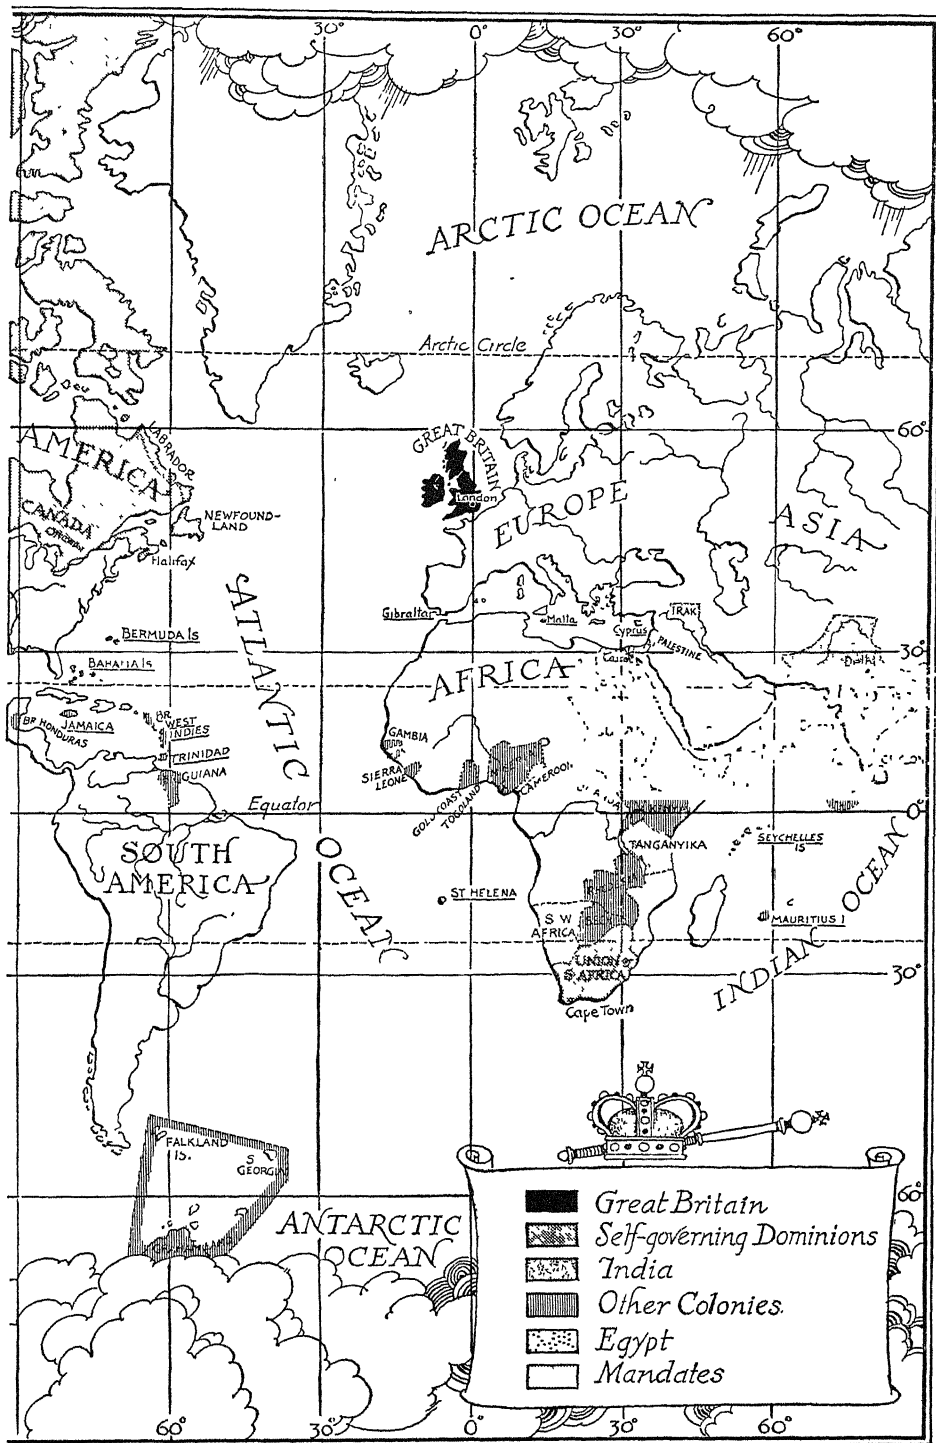 30°
0°
30°
60°
ARCTIC OCEAN
Arctic Circle
60°
AMERICA
LABRADOR
GREAT BRITAIN
London
EUROPE
ASIA
CANADA
Ottawa
NEWFOUND-
LAND
Halifax
ATLANTIC
OCEAN
Gibraltar
Malta
Cyprus
IRAK
PALESTINE
Cairo
Delhi
30°
BERMUDA Is
BAHAMA Is
AFRICA
BR HONDURAS
JAMAICA
BR.
WEST
INDIES
TRINIDAD
GUIANA
GAMBIA
SIERRA
LEONE
GOLD COAST
TOGOLAND
CAMEROON
Equator
0°
TANGANYIKA
SEYCHELLES
IS
SOUTH
AMERICA
ST HELENA
MAURITIUS I
S W
AFRICA
UNION of
S. AFRICA
Cape Town
INDIAN OCEAN
30°
FALKLAND
IS.
S
GEORGIA
60°
ANTARCTIC
OCEAN
Great Britain
Self-governing Dominions
India
Other Colonies.
Egypt
Mandates
60°
30°
0°
30°
60°